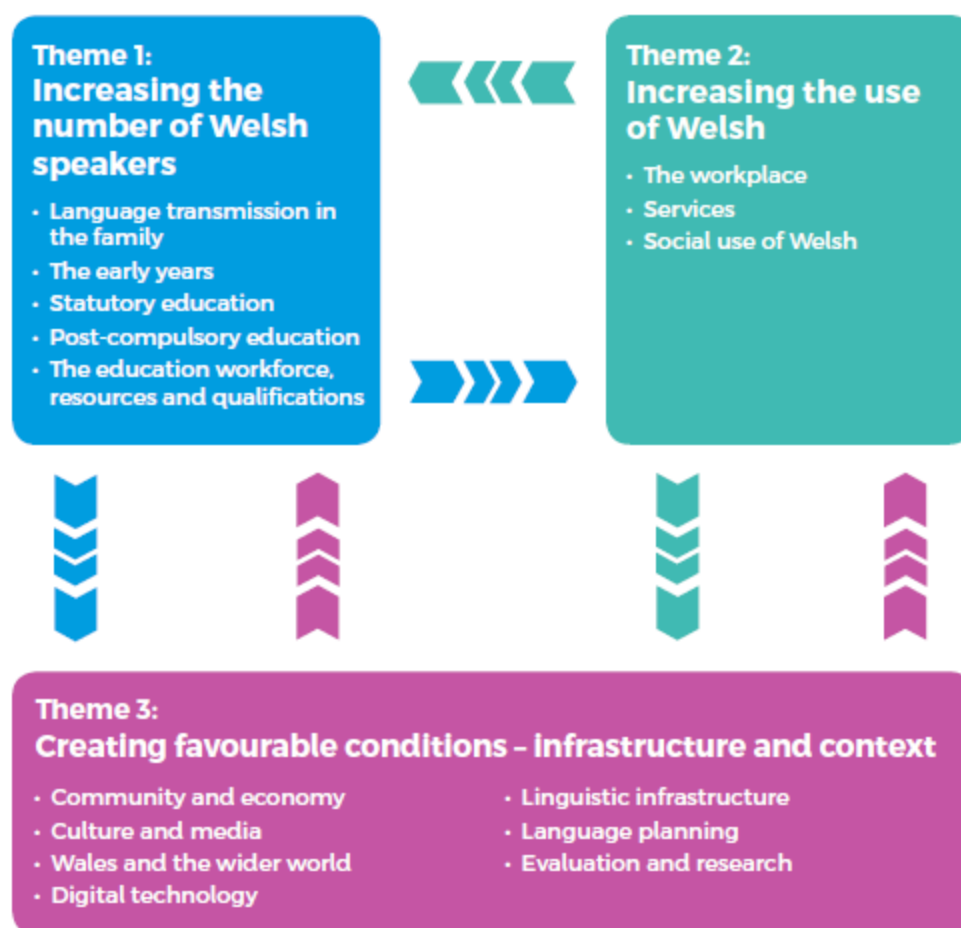 Theme 1:
Increasing the
number of Welsh
speakers
• Language transmission in
the family
• The early years
• Statutory education
• Post-compulsory education
• The education workforce,
resources and qualifications
Theme 2:
Increasing the use
of Welsh
• The workplace
• Services
• Social use of Welsh
Theme 3:
Creating favourable conditions – infrastructure and context
• Community and economy
• Culture and media
• Wales and the wider world
• Digital technology
• Linguistic infrastructure
• Language planning
• Evaluation and research